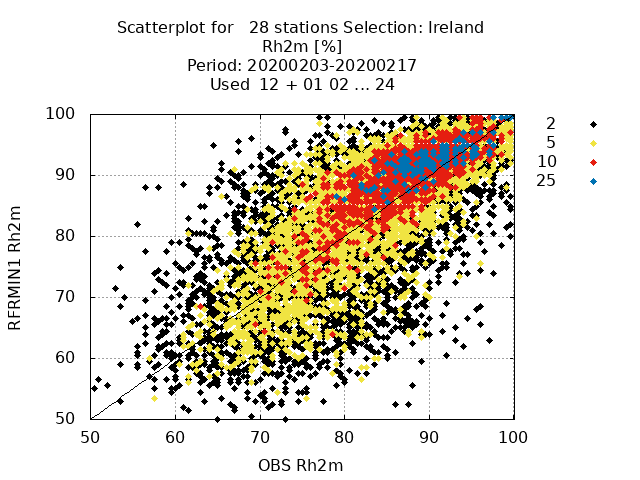 Scatterplot for 28 stations Selection: Ireland
Rh2m [%]
Period: 20200203-20200217
Used 12 + 01 02 ... 24
100
90
80
70
60
50
RFRMIN1 Rh2m
50 60 70 80 90 100
OBS Rh2m
2
5
10
25